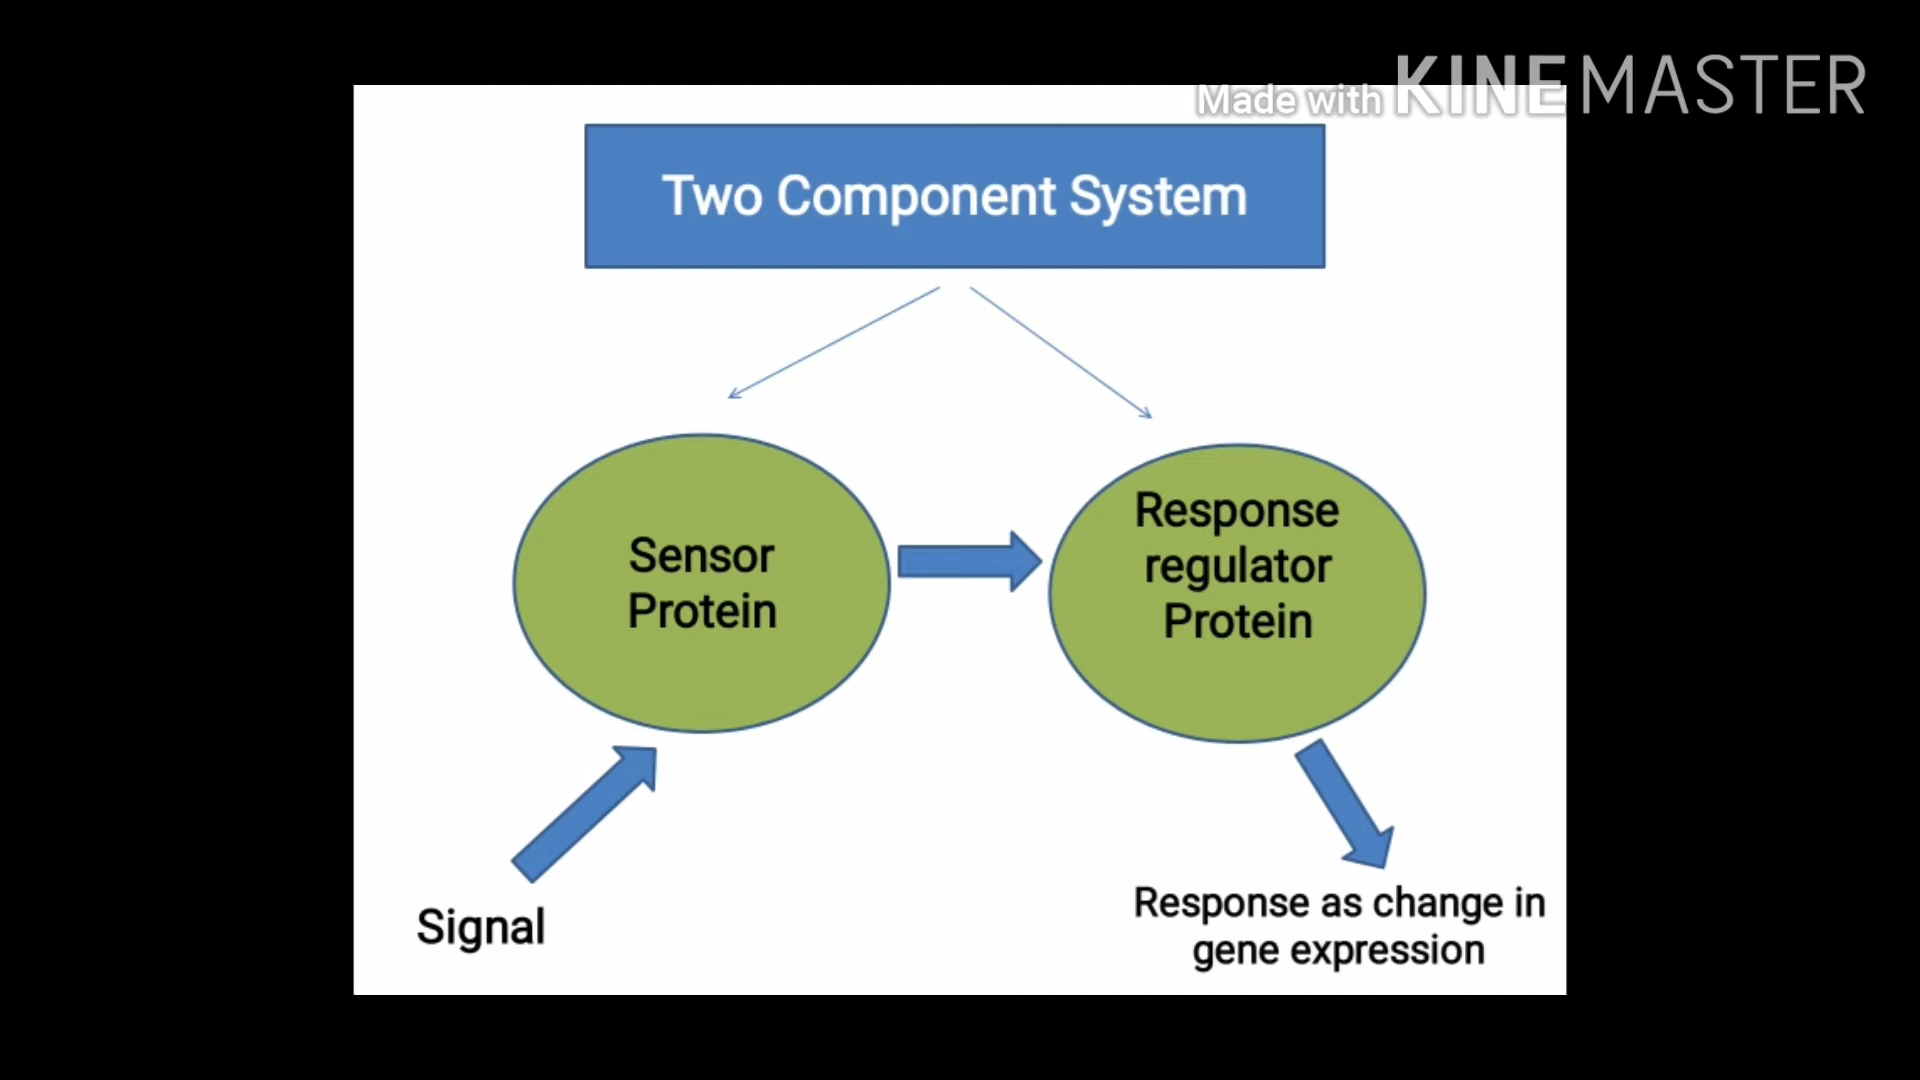 Made with KINEMASTER
Two Component System
Sensor
Protein
Response
regulator
Protein
Signal
Response as change in
gene expression